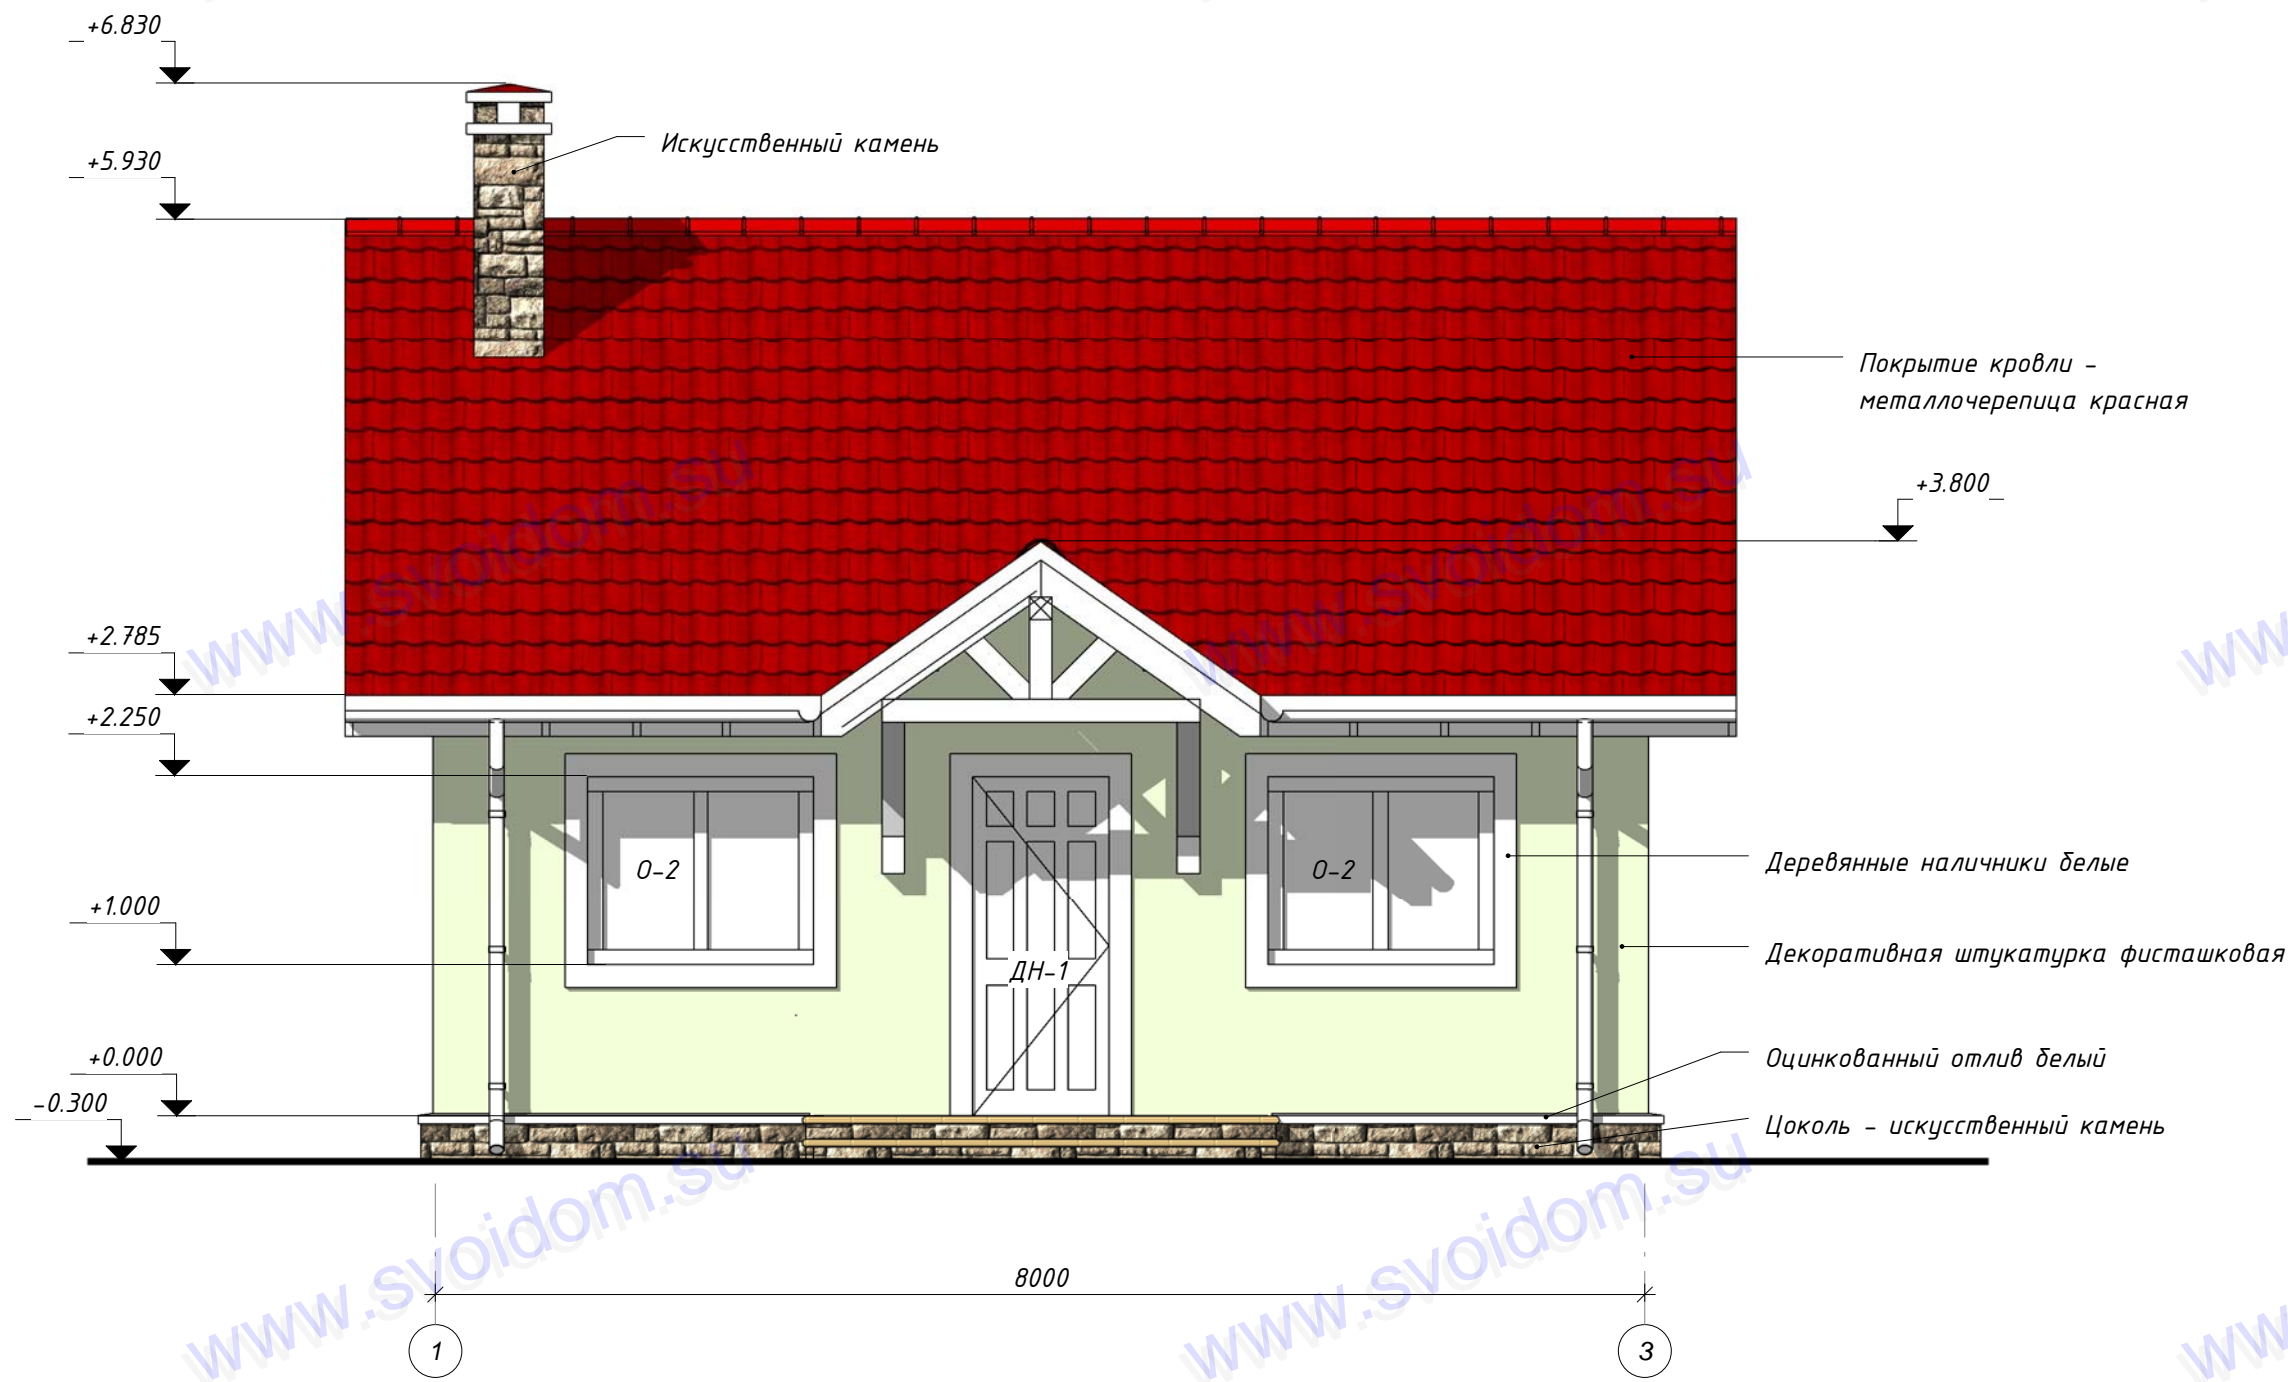 +6.830
Искусственный камень
+5.930
Покрытие кровли -
металлочерепица красная
+3.800
+2.785
+2.250
О-2
О-2
Деревянные наличники белые
+1.000
Декоративная штукатурка фисташковая
ДН-1
+0.000
Оцинкованный отлив белый
-0.300
Цоколь - искусственный камень
8000
1
3
www.svoidom.su
www.svoidom.su
www.svoidom.su
www.svoidom.su
ww
ww